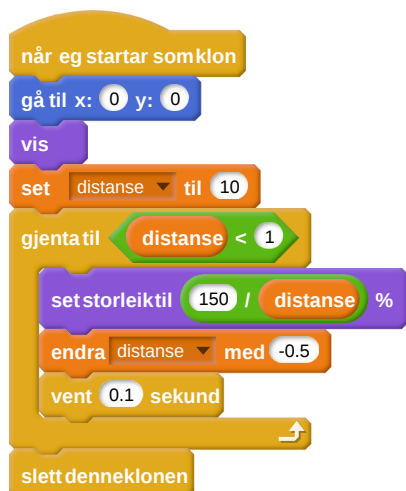 når eg startar som klon
gå til x: 0 y: 0
vis
set distanse til 10
gjenta til distanse < 1
set storleik til 150 / distanse %
endra distanse med -0.5
vent 0.1 sekund
slett denne klonen